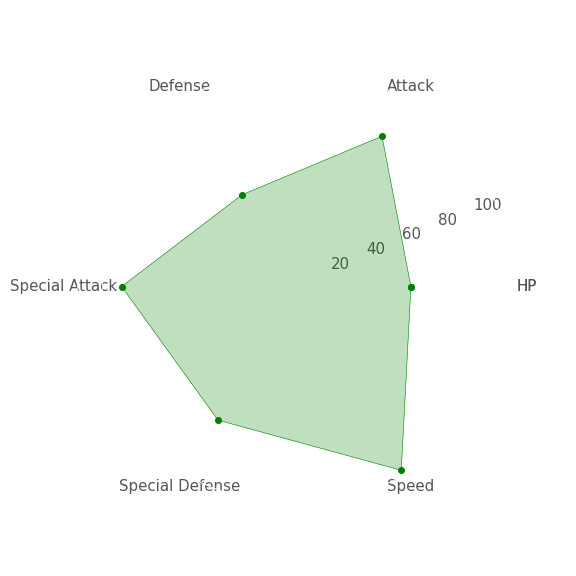 Defense
Attack
100
80
60
40
20
Special Attack
HP
Special Defense
Speed